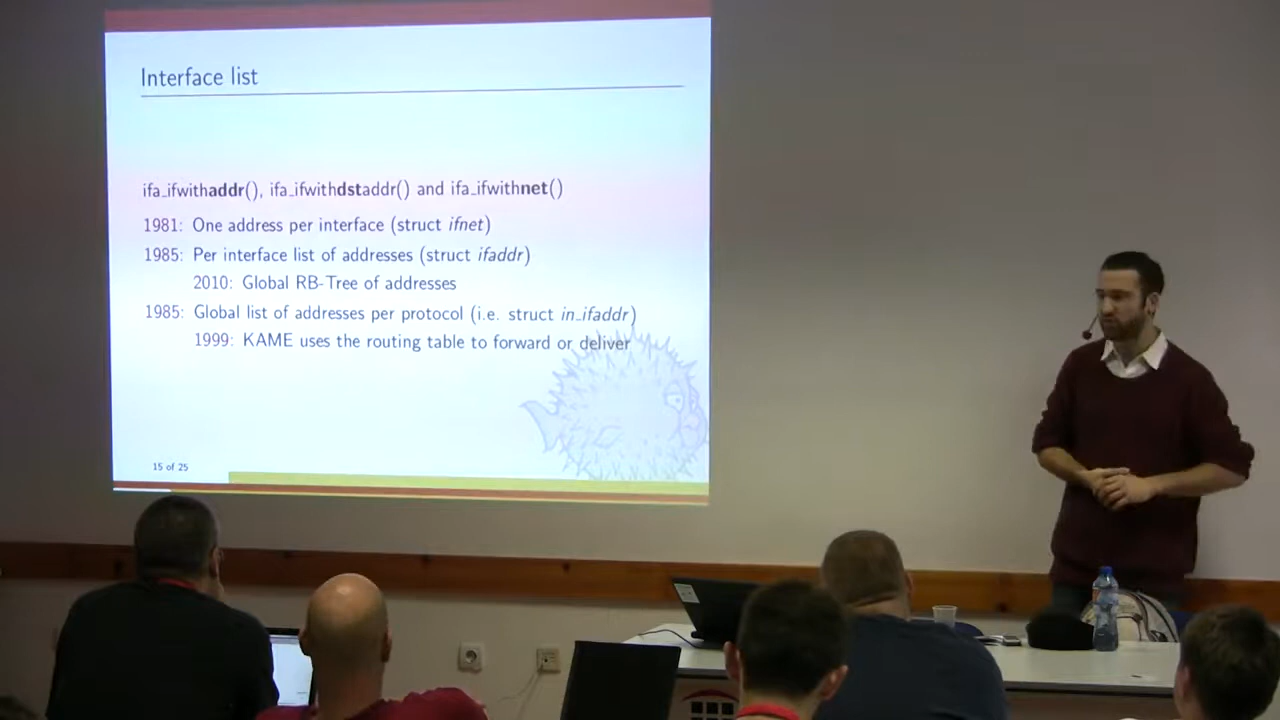 Interface list
ifa_ifwithaddr(), ifa_ifwithdstaddr() and ifa_ifwithnet()
1981: One address per interface (struct ifnet)
1985: Per interface list of addresses (struct ifaddr)
2010: Global RB-Tree of addresses
1985: Global list of addresses per protocol (i.e. struct in_ifaddr)
1999: KAME uses the routing table to forward or deliver
15 of 25